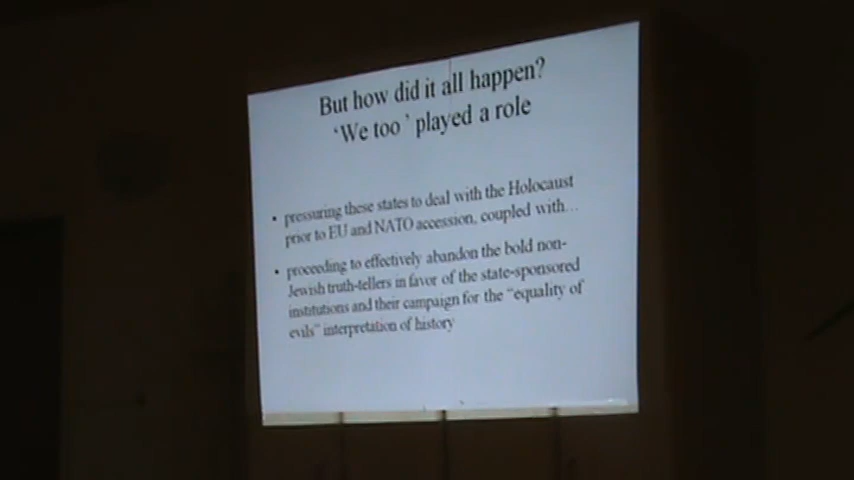 But how did it all happen?
‘We too ’ played a role
• pressuring these states to deal with the Holocaust
prior to EU and NATO accession, coupled with…
• proceeding to effectively abandon the bold non-
Jewish truth-tellers in favor of the state-sponsored
institutions and their campaign for the “equality of
evils” interpretation of history